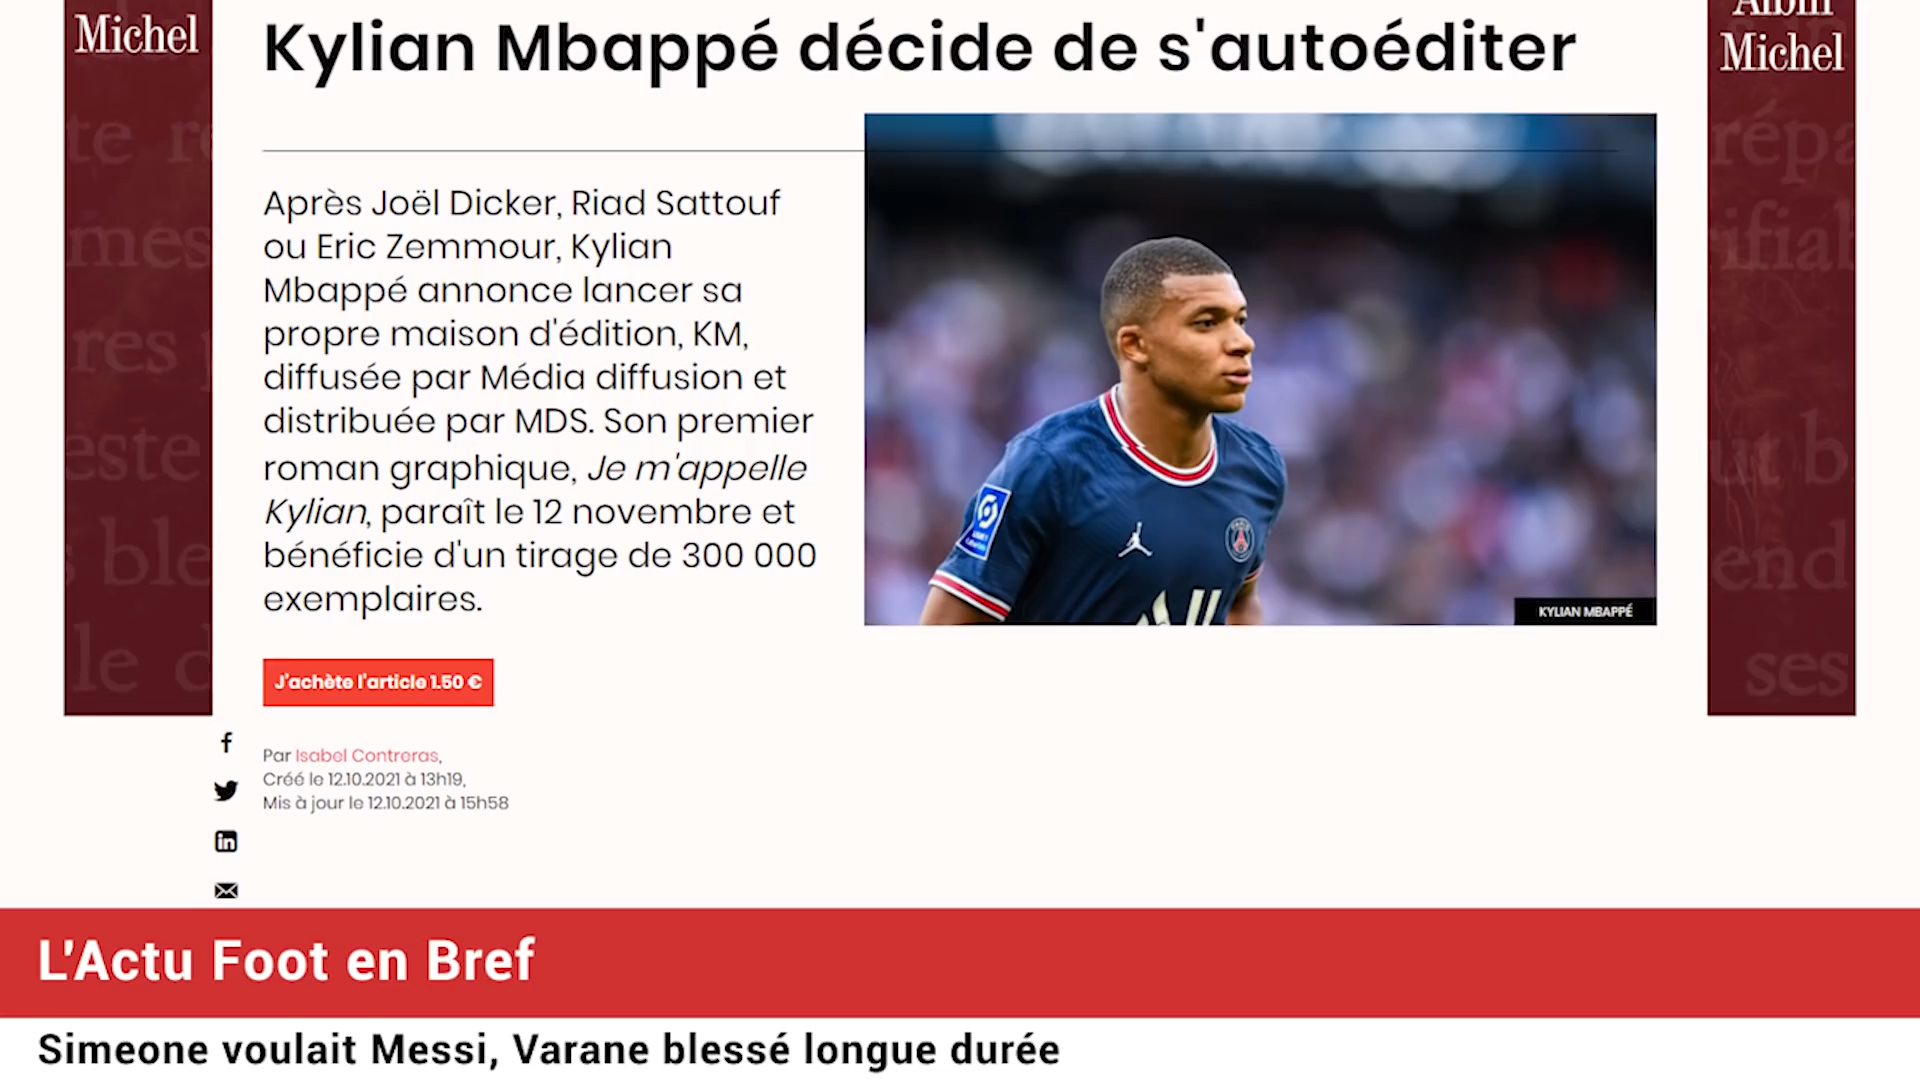 Michel
Albin
Michel
Kylian Mbappé décide de s'autoéditer
Après Joël Dicker, Riad Sattouf
ou Eric Zemmour, Kylian
Mbappé annonce lancer sa
propre maison d'édition, KM,
diffusée par Média diffusion et
distribuée par MDS. Son premier
roman graphique, Je m'appelle
Kylian, paraît le 12 novembre et
bénéficie d'un tirage de 300 000
exemplaires.
KYLIAN MBAPPÉ
J'achète l'article 1.50 €
Par Isabel Contreras,
Créé le 12.10.2021 à 13h19,
Mis à jour le 12.10.2021 à 15h58
L'Actu Foot en Bref
Simeone voulait Messi, Varane blessé longue durée